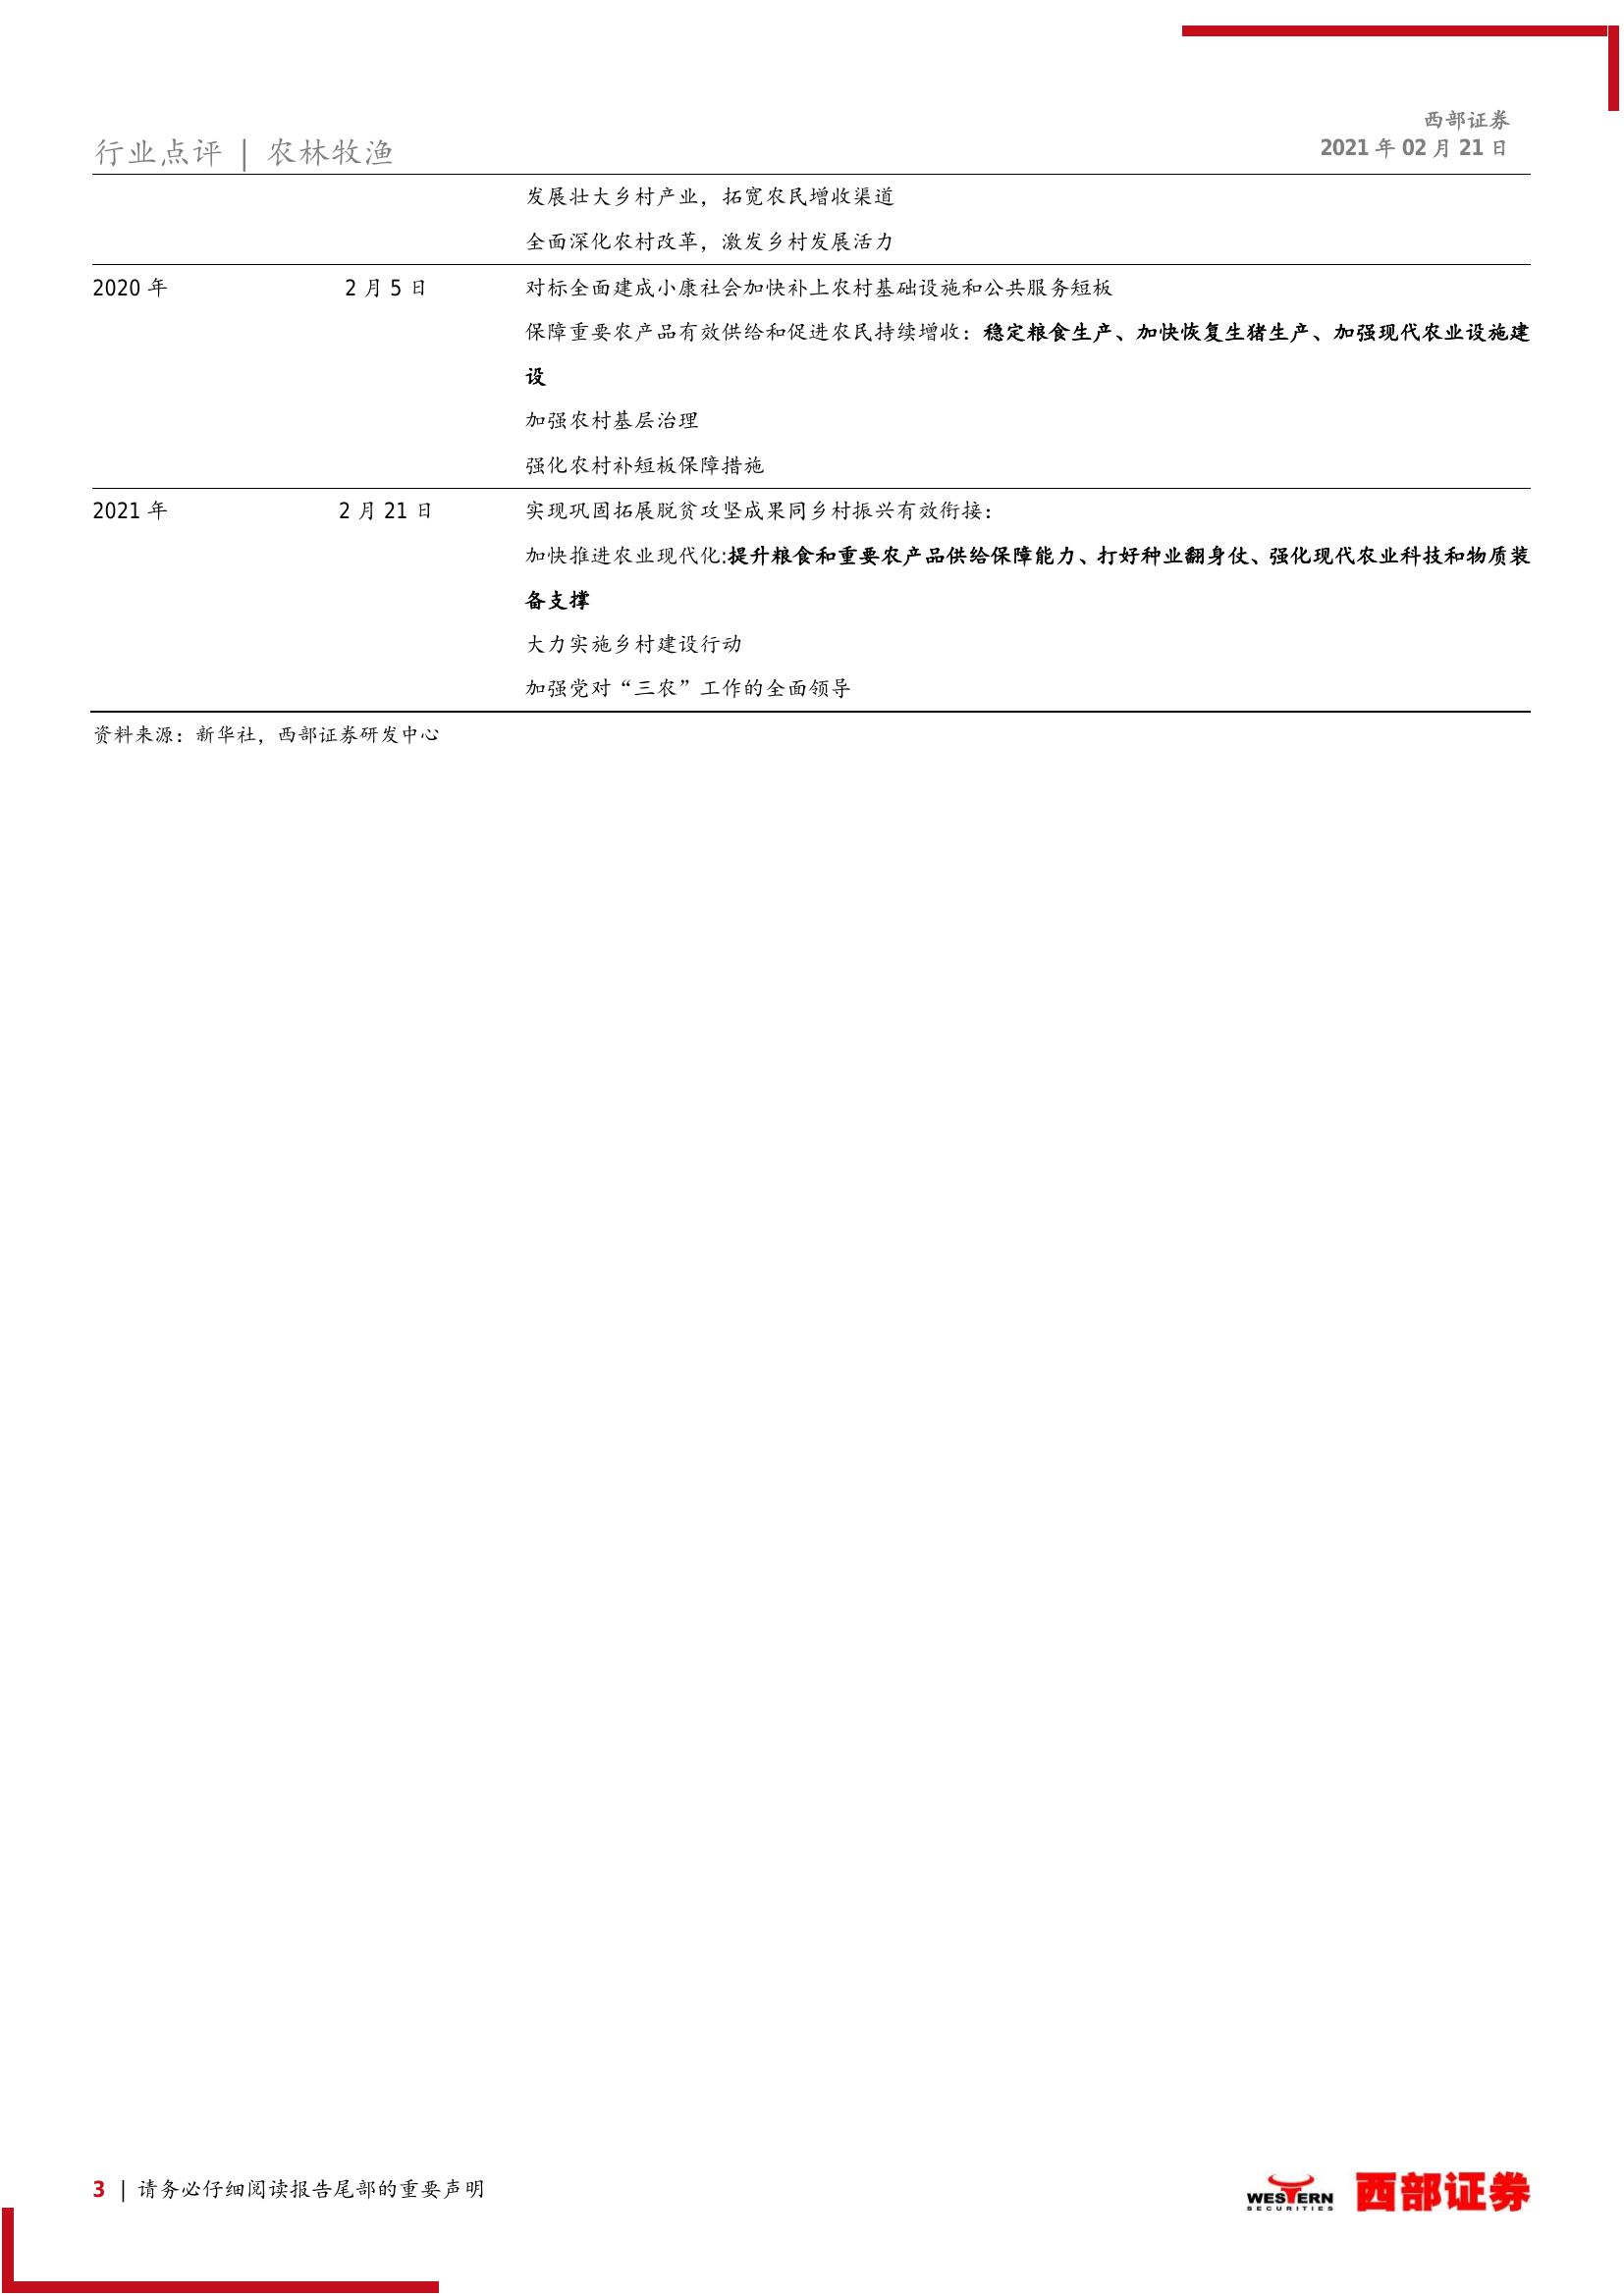 西部证券
行业点评 | 农林牧渔
2021 年 02 月 21 日
发展壮大乡村产业，拓宽农民增收渠道
全面深化农村改革，激发乡村发展活力
2020 年 2 月 5 日 对标全面建成小康社会加快补上农村基础设施和公共服务短板
保障重要农产品有效供给和促进农民持续增收：稳定粮食生产、加快恢复生猪生产、加强现代农业设施建
设
加强农村基层治理
强化农村补短板保障措施
2021 年 2 月 21 日 实现巩固拓展脱贫攻坚成果同乡村振兴有效衔接：
加快推进农业现代化:提升粮食和重要农产品供给保障能力、打好种业翻身仗、强化现代农业科技和物质装
备支撑
大力实施乡村建设行动
加强党对“三农”工作的全面领导
资料来源：新华社，西部证券研发中心
3 | 请务必仔细阅读报告尾部的重要声明
WESTERN
SECURITIES
西部证券